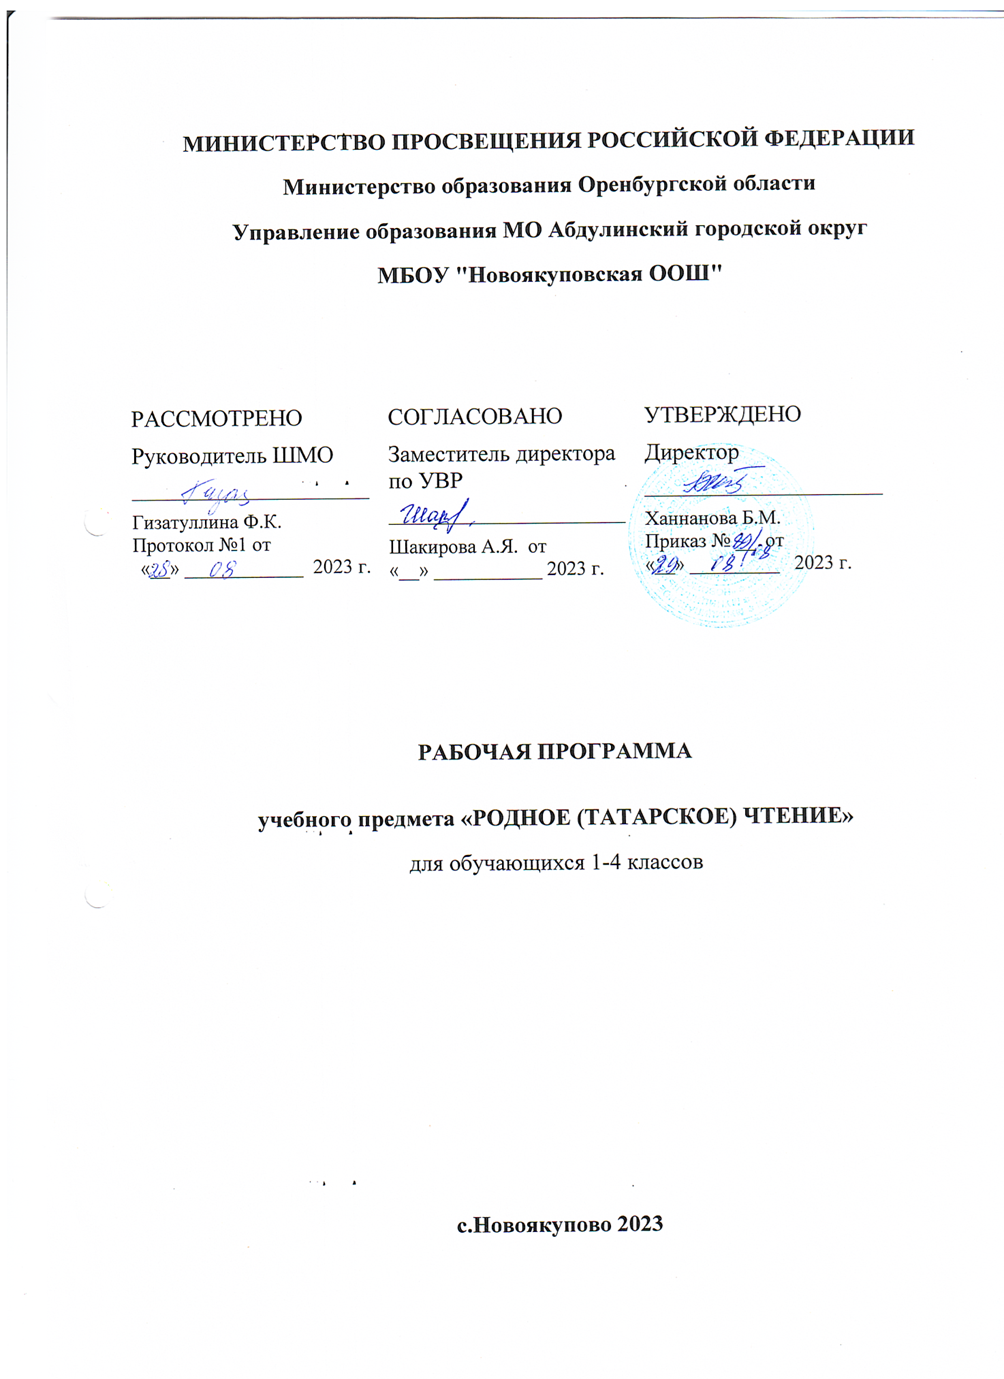 МИНИСТЕРСТВО ПРОСВЕЩЕНИЯ РОССИЙСКОЙ ФЕДЕРАЦИИ
Министерство образования Оренбургской области
Управление образования МО Абдулинский городской округ
МБОУ "Новоякуповская ООШ"
РАССМОТРЕНО
Руководитель ШМО
Гизатуллина Ф.К.
Протокол №1 от
«28» 08 2023 г.
СОГЛАСОВАНО
Заместитель директора
по УВР
Шакирова А.Я. от
«__» ___________ 2023 г.
УТВЕРЖДЕНО
Директор
Ханнанова Б.М.
Приказ № от
«29» 08 2023 г.
РАБОЧАЯ ПРОГРАММА
учебного предмета «РОДНОЕ (ТАТАРСКОЕ) ЧТЕНИЕ»
для обучающихся 1-4 классов
с.Новоякупово 2023